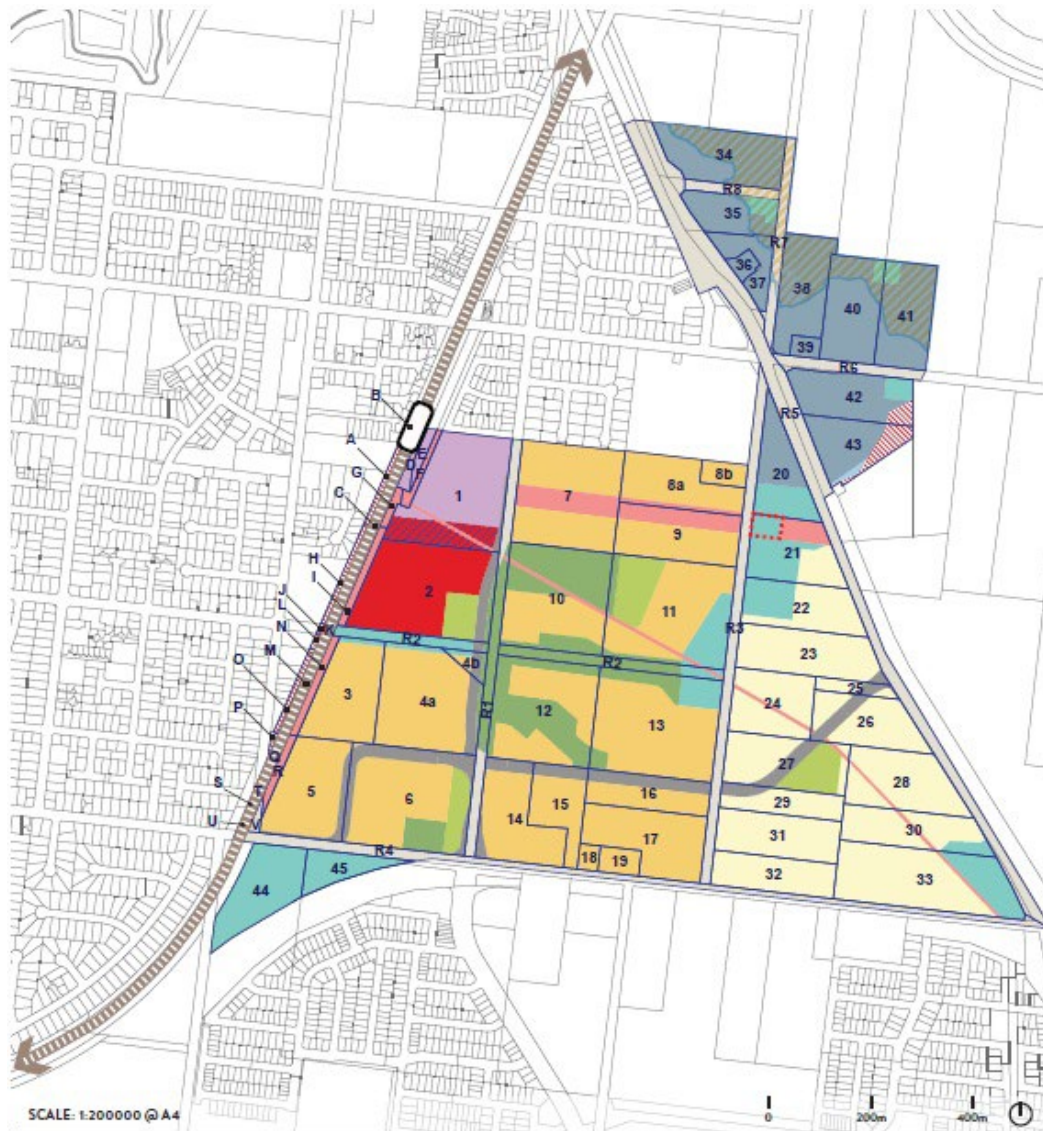 34
R8
35
R7
36
37
38
40
41
39
R6
42
R5
43
B
A
E
D
F
G
C
1
20
8b
8a
7
9
21
H
I
2
10
11
22
J
L
K
R2
R3
N
4b
R2
23
M
O
3
4a
R1
12
13
24
25
26
P
Q
R
27
28
S
T
5
6
14
15
16
29
U
V
17
30
31
R4
18
19
32
33
44
45
SCALE: 1:200000 @ A4
0
200m
400m